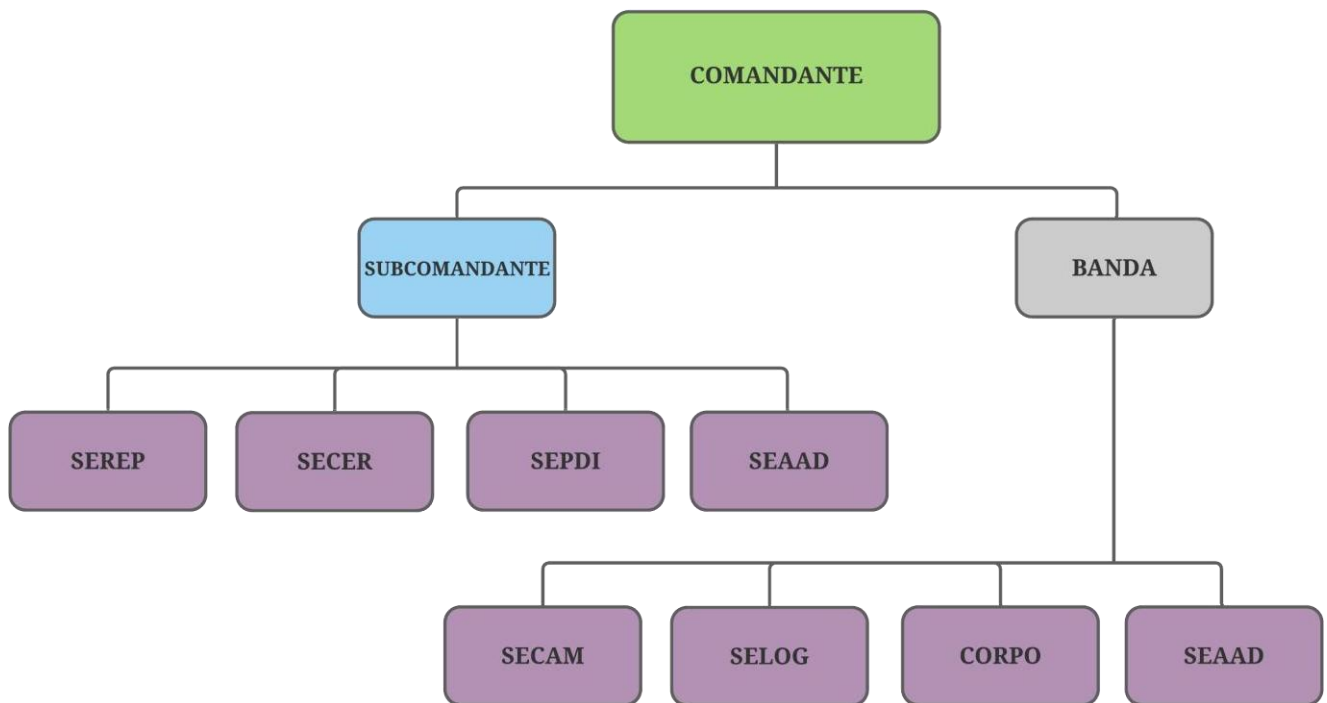 COMANDANTE
SUBCOMANDANTE
BANDA
SEREP
SECER
SEPDI
SEAAD
SECAM
SELOG
CORPO
SEAAD